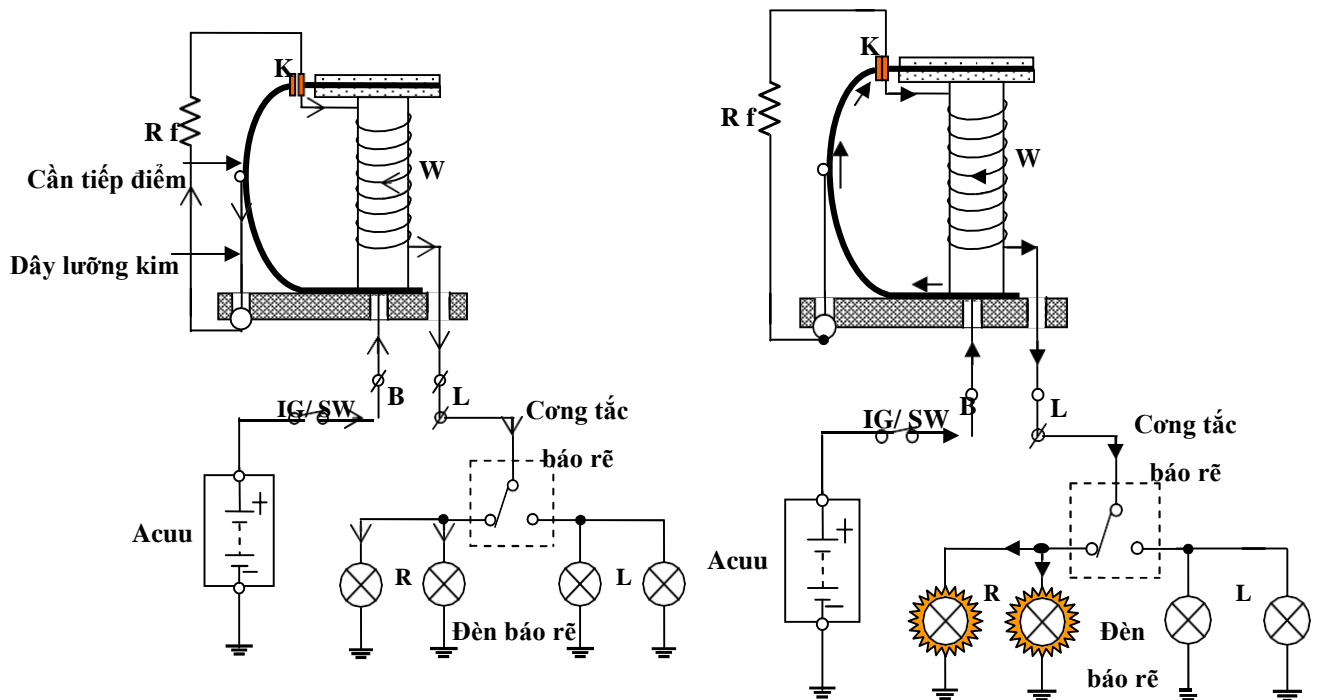 K
R f
W
Cần tiếp điểm
Dây lưỡng kim
B
L
IG/ SW
Cơng tắc
báo rẽ
+
Acuu
−
R
L
Đèn báo rẽ
K
R f
W
B
L
IG/ SW
Cơng tắc
báo rẽ
+
Acuu
−
R
L
Đèn
báo rẽ